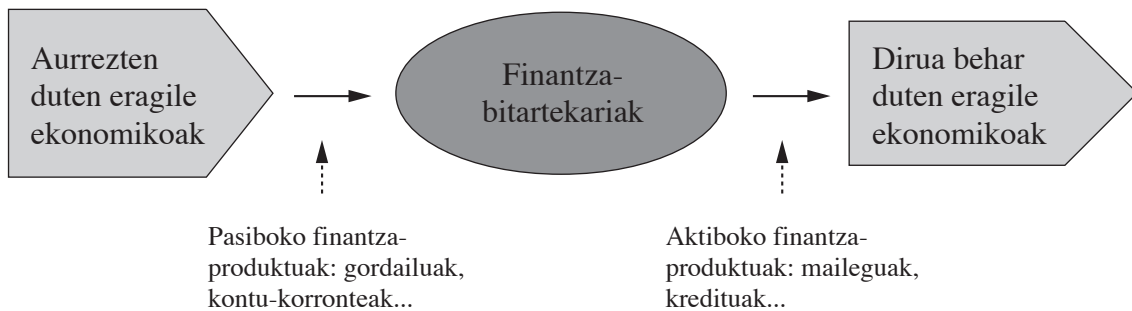 Aurrezten
duten eragile
ekonomikoak
Finantza-
bitartekariak
Dirua behar
duten eragile
ekonomikoak
Pasiboko finantza-
produktuak: gordailuak,
kontu-korronteak...
Aktiboko finantza-
produktuak: maileguak,
kredituak...